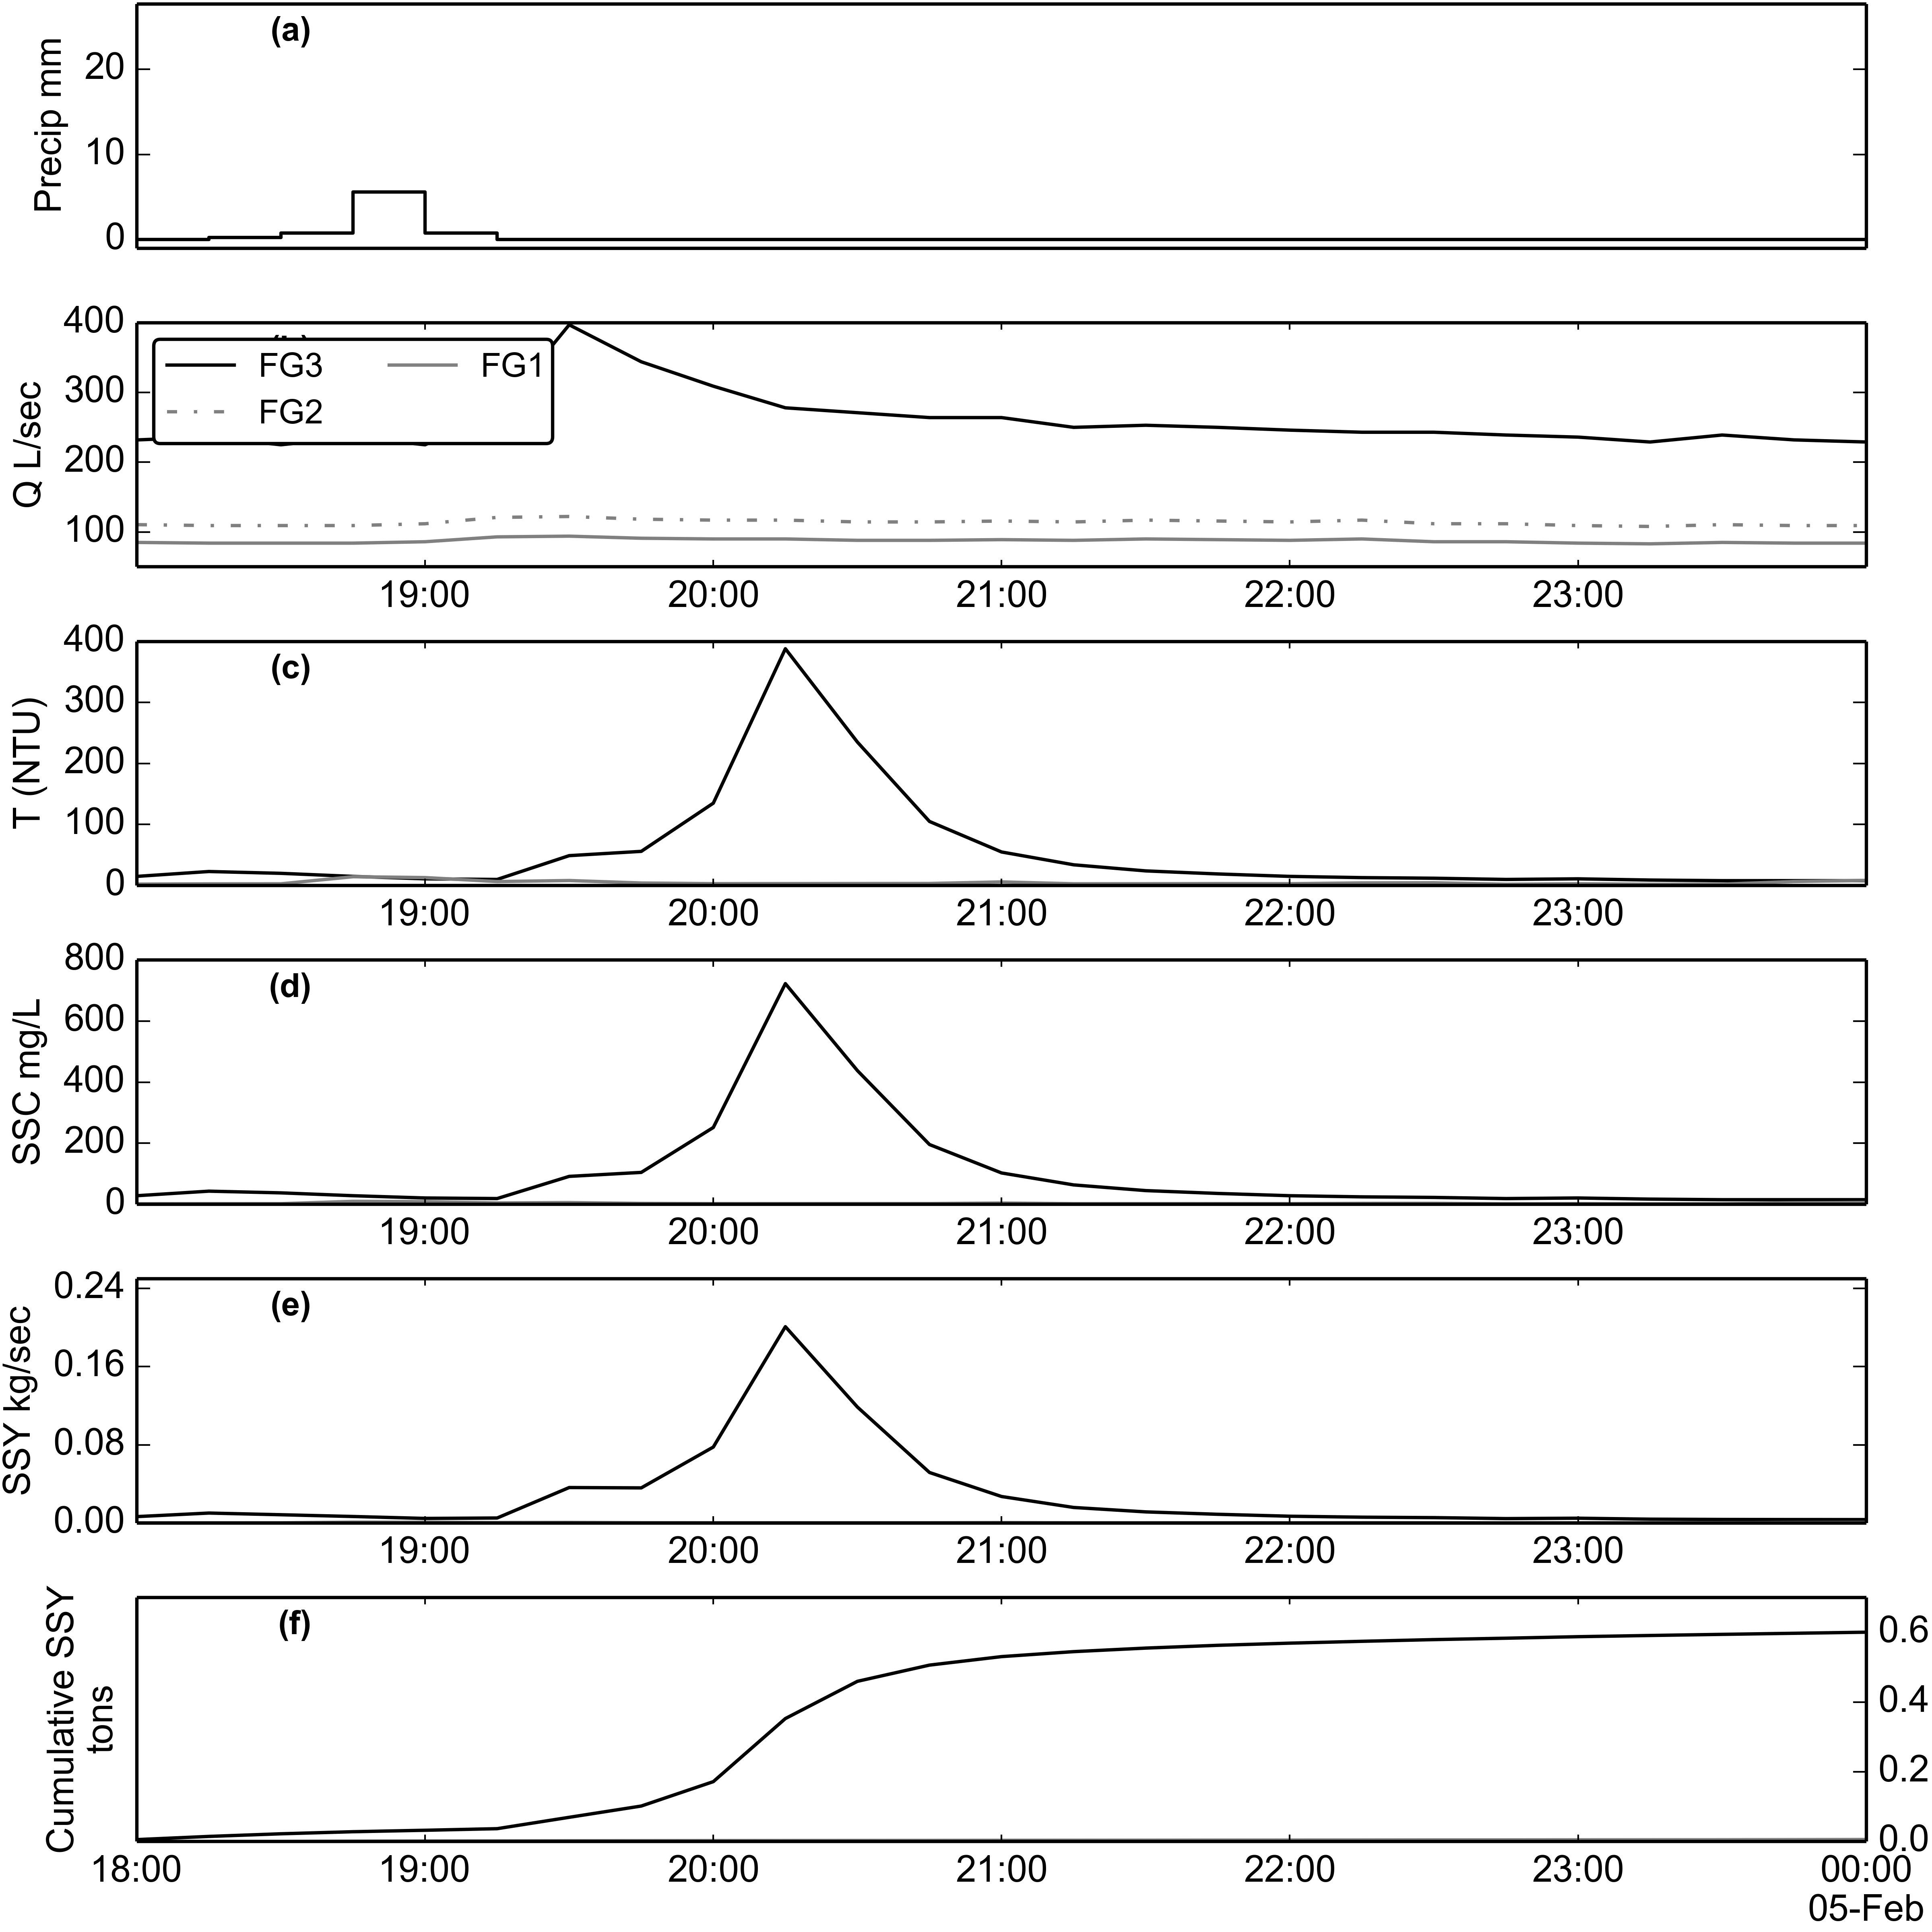 (a)
Precip mm
20
10
0
400
300
200
100
Q L/sec
FG3 FG1
FG2
19:00 20:00 21:00 22:00 23:00
(c)
T (NTU)
400
300
200
100
0
19:00 20:00 21:00 22:00 23:00
(d)
SSC mg/L
800
600
400
200
0
19:00 20:00 21:00 22:00 23:00
(e)
SSY kg/sec
0.24
0.16
0.08
0.00
19:00 20:00 21:00 22:00 23:00
(f)
Cumulative SSY
tons
0.6
0.4
0.2
0.0
18:00 19:00 20:00 21:00 22:00 23:00 00:00
05-Feb